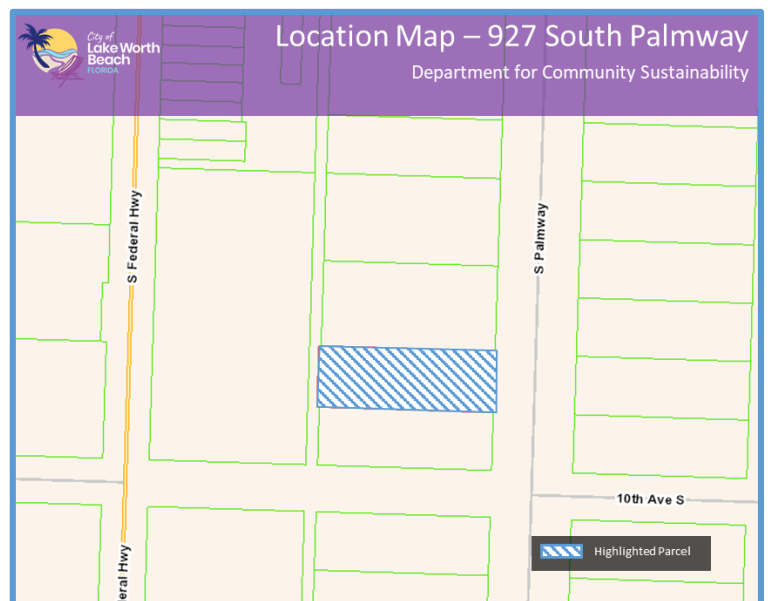 City of
Lake Worth
Beach
FLORIDA
Location Map – 927 South Palmway
Department for Community Sustainability
S Federal Hwy
S Palmway
10th Ave S
Highlighted Parcel
eral Hwy